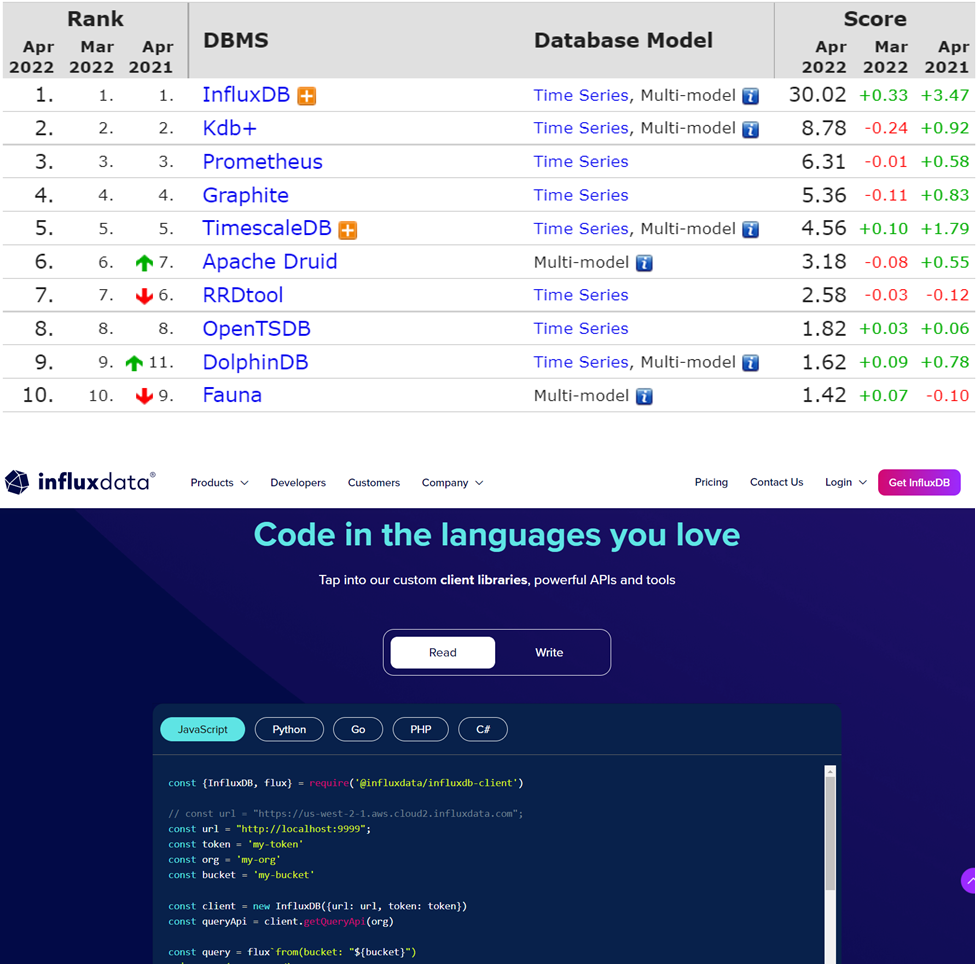 Rank DBMS Database Model Score
Apr 2022 Mar 2022 Apr 2021 Apr 2022 Mar 2022 Apr 2021
1. 1. 1. InfluxDB Time Series, Multi-model 30.02 +0.33 +3.47
2. 2. 2. Kdb+ Time Series, Multi-model 8.78 -0.24 +0.92
3. 3. 3. Prometheus Time Series 6.31 -0.01 +0.58
4. 4. 4. Graphite Time Series 5.36 -0.11 +0.83
5. 5. 5. TimescaleDB Time Series, Multi-model 4.56 +0.10 +1.79
6. 6. 7. Apache Druid Multi-model 3.18 -0.08 +0.55
7. 7. 6. RRDtool Time Series 2.58 -0.03 -0.12
8. 8. 8. OpenTSDB Time Series 1.82 +0.03 +0.06
9. 9. 11. DolphinDB Time Series, Multi-model 1.62 +0.09 +0.78
10. 10. 9. Fauna Multi-model 1.42 +0.07 -0.10
influxdata® Products Developers Customers Company Pricing Contact Us Login Get InfluxDB
Code in the languages you love
Tap into our custom client libraries, powerful APIs and tools
Read Write
JavaScript Python Go PHP C#
const {InfluxDB, flux} = require('@influxdata/influxdb-client')
// const url = "https://us-west-2-1.aws.cloud2.influxdata.com";
const url = "http://localhost:9999";
const token = 'my-token'
const org = 'my-org'
const bucket = 'my-bucket'
const client = new InfluxDB({url: url, token: token})
const queryApi = client.getQueryApi(org)
const query = flux`from(bucket: "${bucket}")